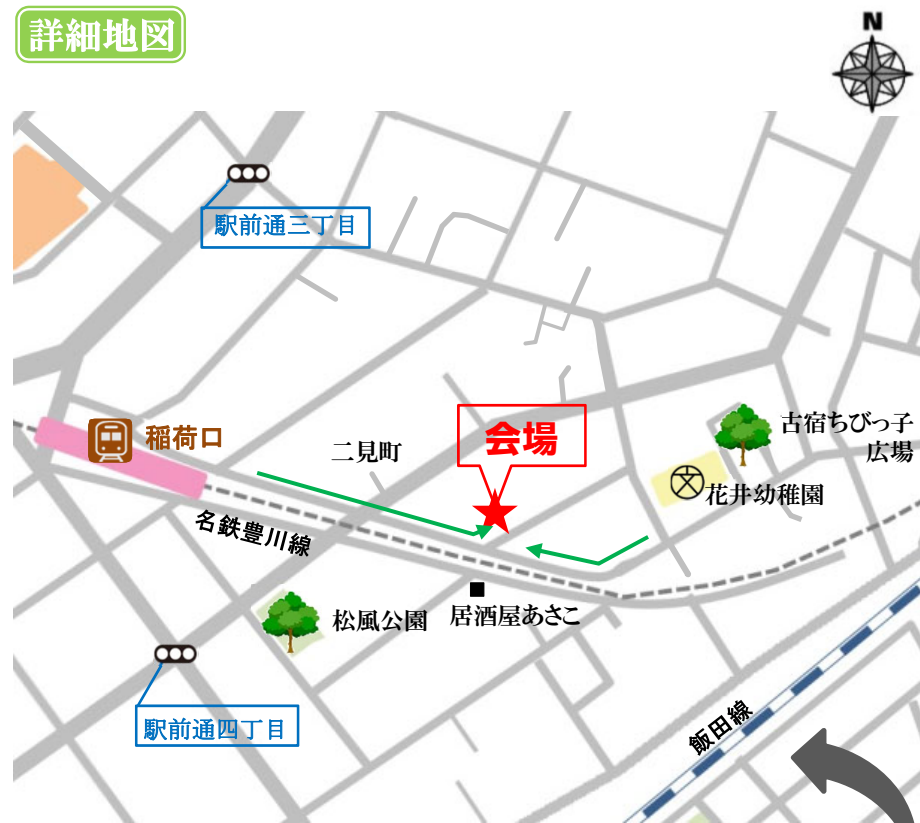 詳細地図
N
駅前通三丁目
稲荷口
二見町
会場
古宿ちびっ子
広場
花井幼稚園
名鉄豊川線
松風公園
居酒屋あさこ
駅前通四丁目
飯田線